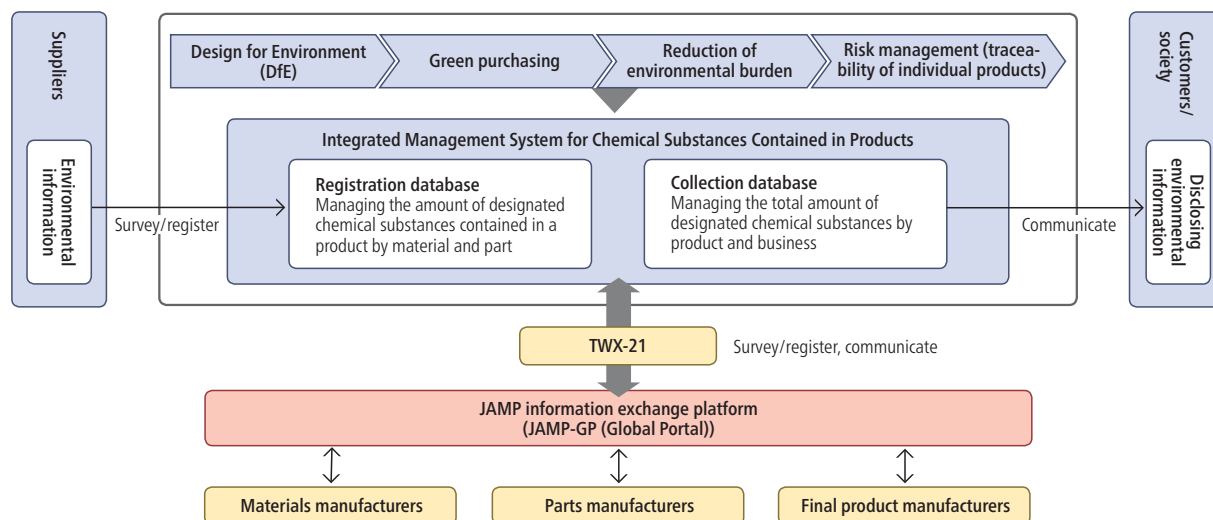 Suppliers
Environmental
information
Survey/register
Design for Environment
(DfE)
Green purchasing
Reduction of
environmental burden
Risk management (tracea-
bility of individual products)
Integrated Management System for Chemical Substances Contained in Products
Registration database
Managing the amount of designated
chemical substances contained in a
product by material and part
Collection database
Managing the total amount of
designated chemical substances by
product and business
Communicate
Customers/
society
Disclosing
environmental
information
TWX-21
Survey/register, communicate
JAMP information exchange platform
(JAMP-GP (Global Portal))
Materials manufacturers
Parts manufacturers
Final product manufacturers